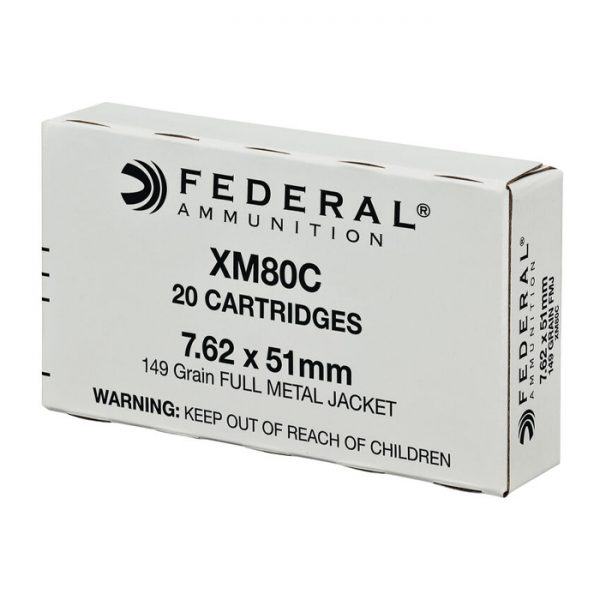 FEDERAL®
AMMUNITION
XM80C
20 CARTRIDGES
7.62 x 51mm
149 Grain FULL METAL JACKET
WARNING: KEEP OUT OF REACH OF CHILDREN
FEDERAL®
AMMUNITION
7.62 x 51mm
149 GRAIN FMJ
XM80C